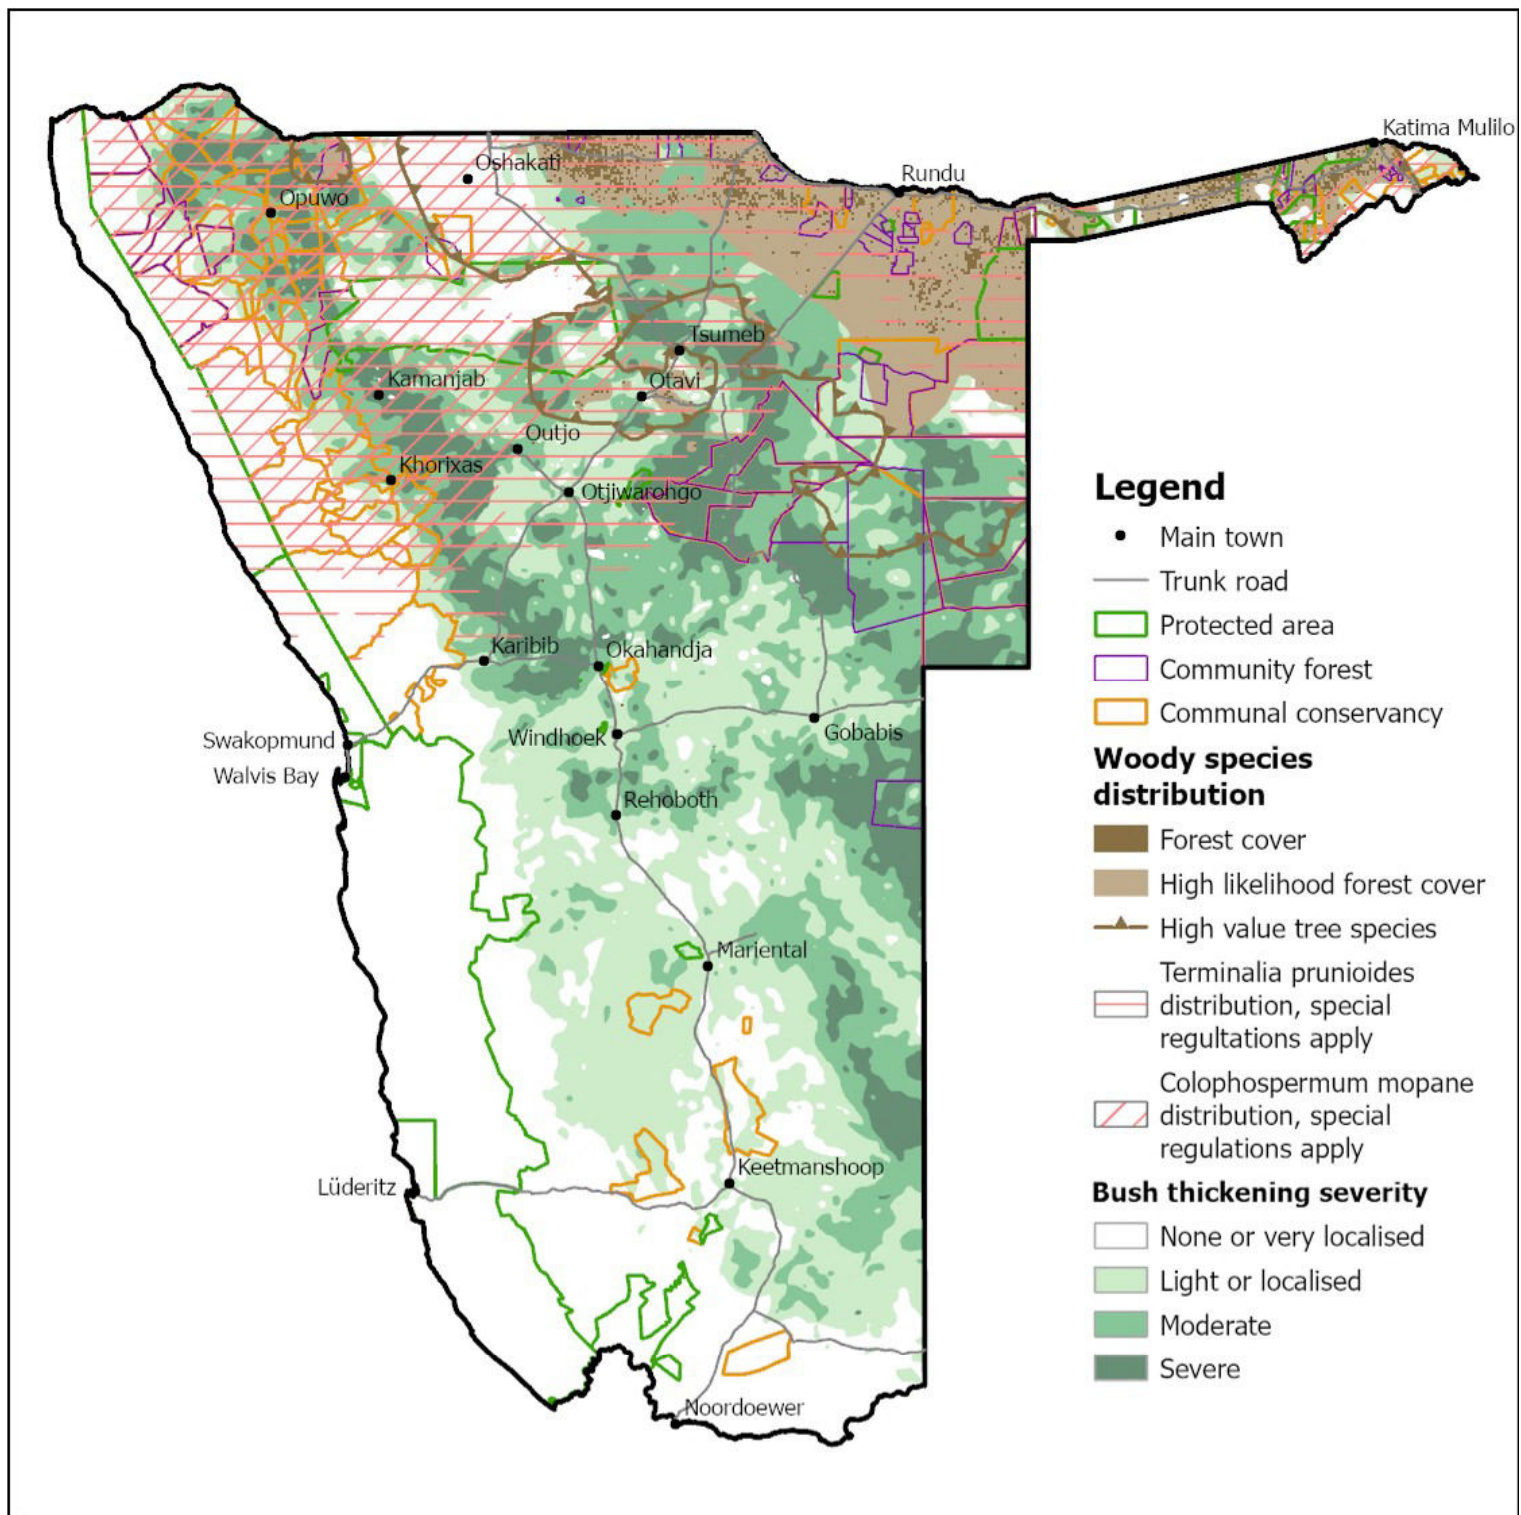 Katima Mulilo
Oshakati
Rundu
Opuwo
Tsumeb
Kamanjab
Otavi
Outjo
Khorixas
Otjiwarongo
Karibib
Okahandja
Swakopmund
Windhoek
Gobabis
Walvis Bay
Rehoboth
Mariental
Keetmanshoop
Lüderitz
Noordoewer
Legend
Main town
Trunk road
Protected area
Community forest
Communal conservancy
Woody species
distribution
Forest cover
High likelihood forest cover
High value tree species
Terminalia prunioides
distribution, special
regultations apply
Colophospermum mopane
distribution, special
regulations apply
Bush thickening severity
None or very localised
Light or localised
Moderate
Severe